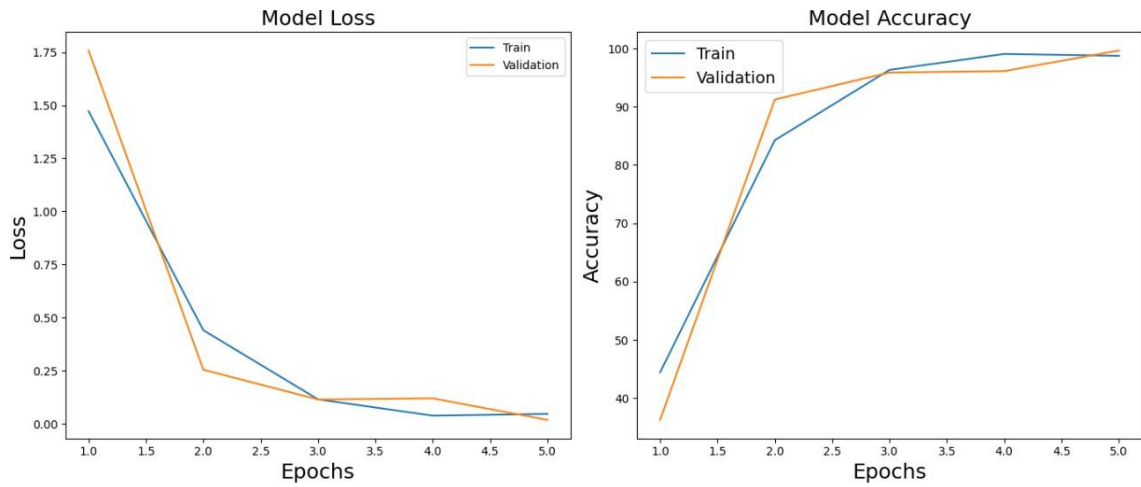 Model Loss
Train
Validation
1.75
1.50
1.25
1.00
0.75
0.50
0.25
0.00
Loss
1.0 1.5 2.0 2.5 3.0 3.5 4.0 4.5 5.0
Epochs
Model Accuracy
Train
Validation
100
90
80
70
60
50
40
Accuracy
1.0 1.5 2.0 2.5 3.0 3.5 4.0 4.5 5.0
Epochs